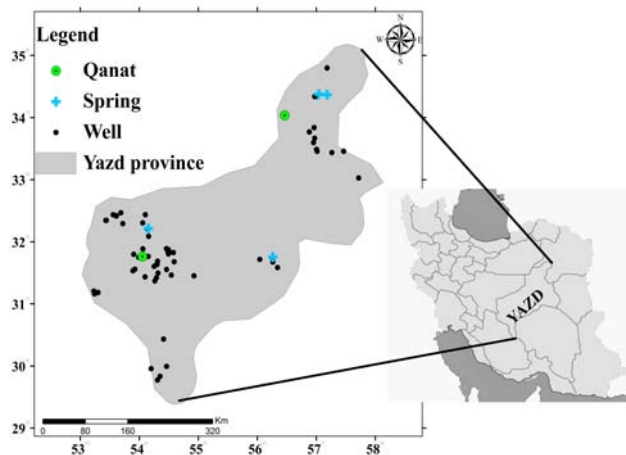 Legend
Qanat
Spring
Well
Yazd province
N
W E
S
35
34
33
32
31
30
29
53 54 55 56 57 58
Km
0 80 160 320
YAZD